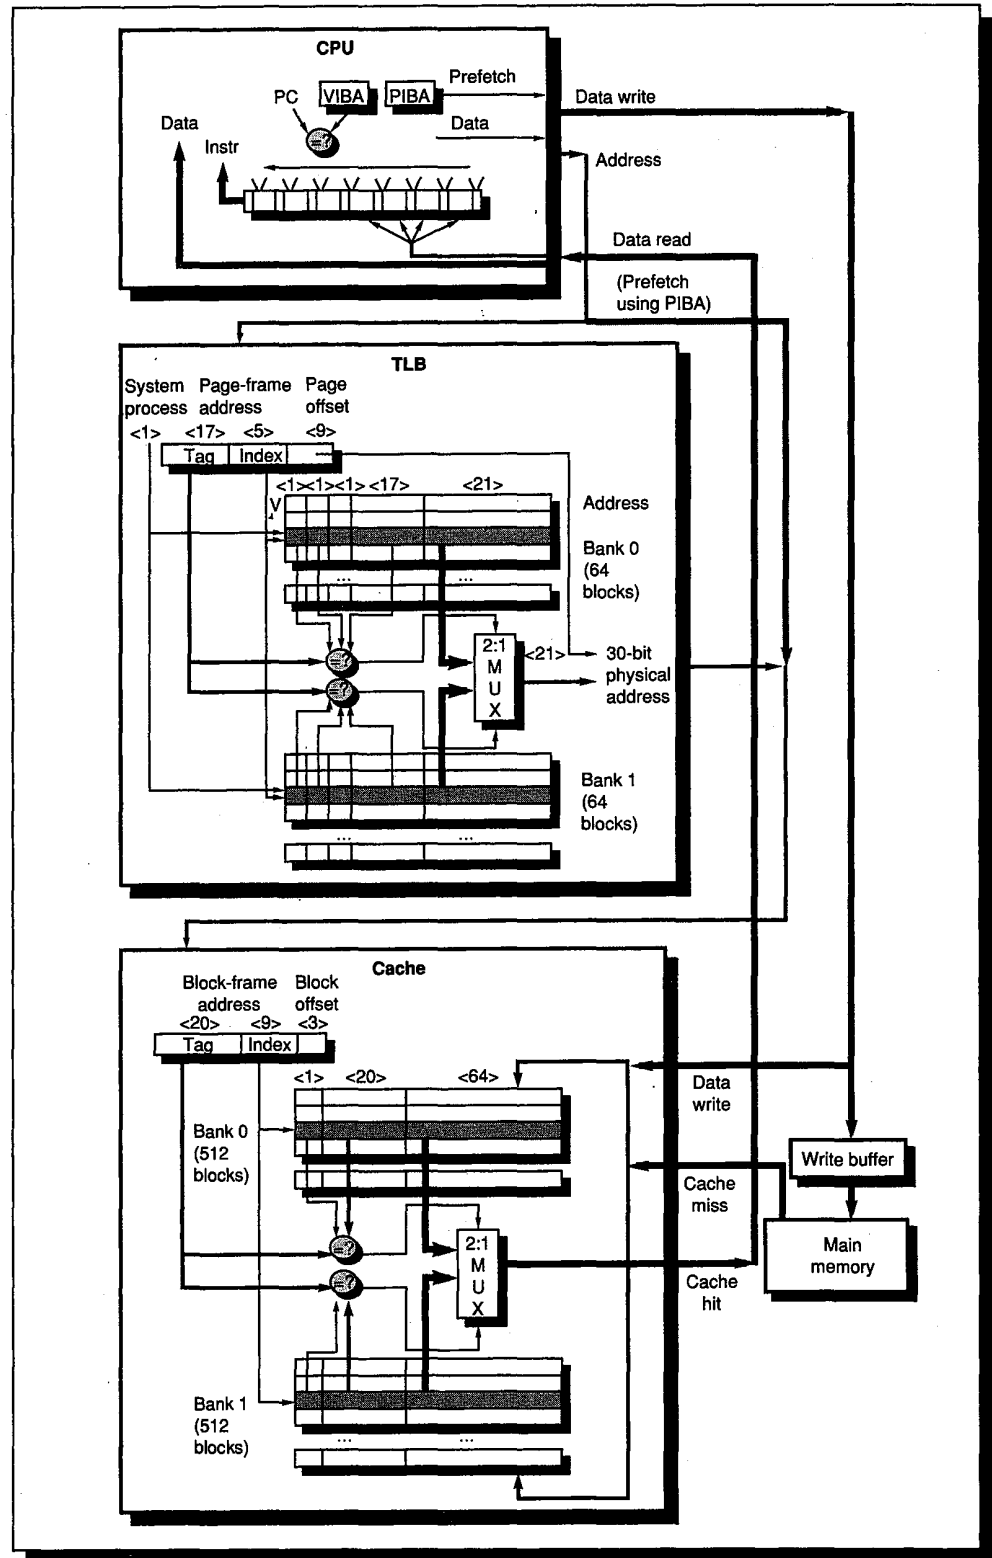 CPU
Prefetch
PC
VIBA
PIBA
Data write
Data
Data
=?
Instr
Address
Data read
(Prefetch
using PIBA)
TLB
System
process
Page-frame
address
Page
offset
<1>
<17>
<5>
<9>
Tag
Index
<1><1><1> <17>
<21>
V
Address
Bank 0
(64
blocks)
...
...
=?
=?
2:1
M
U
X
<21>
30-bit
physical
address
Bank 1
(64
blocks)
...
...
Cache
Block-frame
address
Block
offset
<20>
<9>
<3>
Tag
Index
<1>
<20>
<64>
Data
write
Bank 0
(512
blocks)
Write buffer
Cache
miss
=?
=?
2:1
M
U
X
Main
memory
Cache
hit
Bank 1
(512
blocks)
...
...